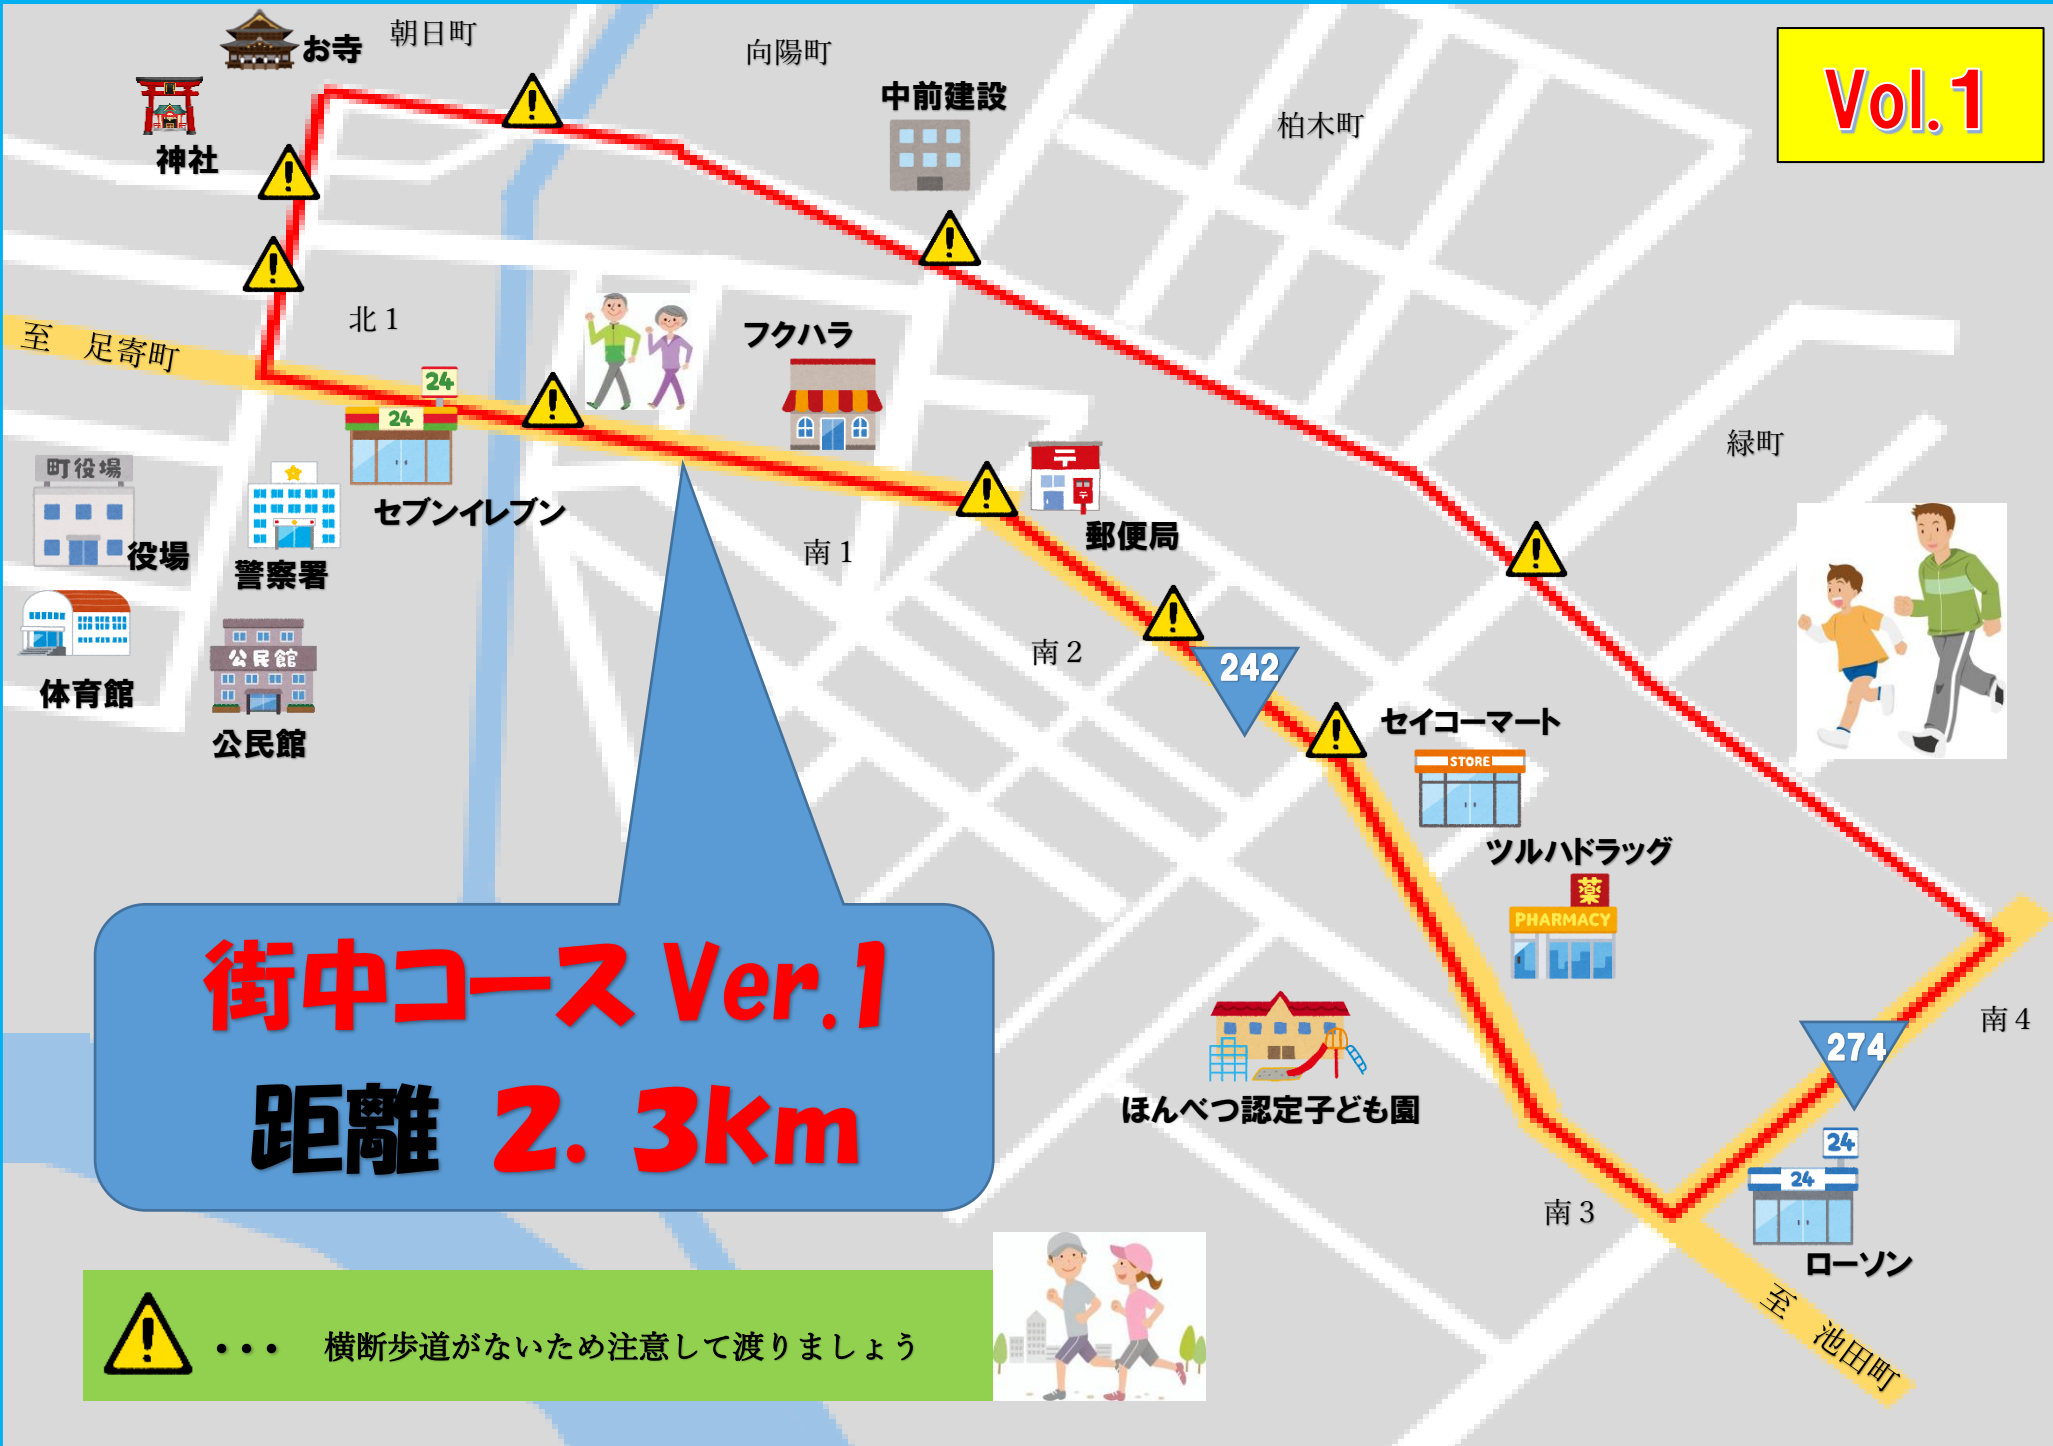 お寺
朝日町
向陽町
Vol.1
中前建設
柏木町
神社
北1
至　足寄町
フクハラ
24
24
緑町
町役場
セブンイレブン
役場
警察署
郵便局
南1
南2
242
公民館
体育館
公民館
セイコーマート
STORE
ツルハドラッグ
薬
PHARMACY
街中コース Ver.1
距離 2. 3km
南4
274
ほんべつ認定子ども園
24
24
南3
ローソン
至　池田町
・・・　横断歩道がないため注意して渡りましょう